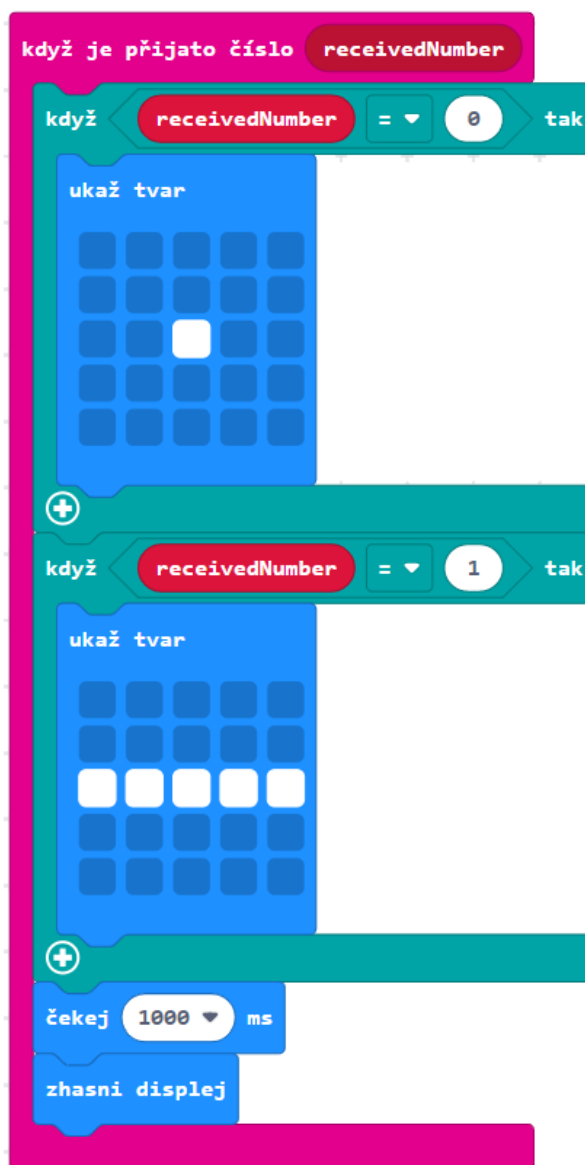 když je přijato číslo receivedNumber
když receivedNumber = 0 tak
ukaž tvar
když receivedNumber = 1 tak
ukaž tvar
čekej 1000 ms
zhasni displej